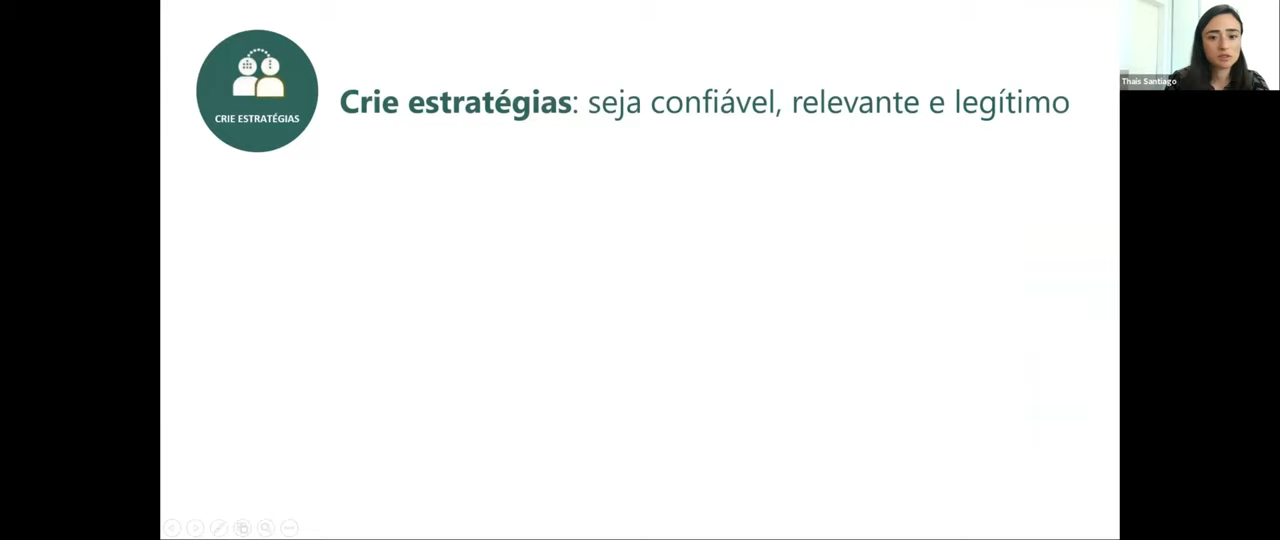 Crie estratégias: seja confiável, relevante e legítimo
CRIE ESTRATÉGIAS
Thais Santiago